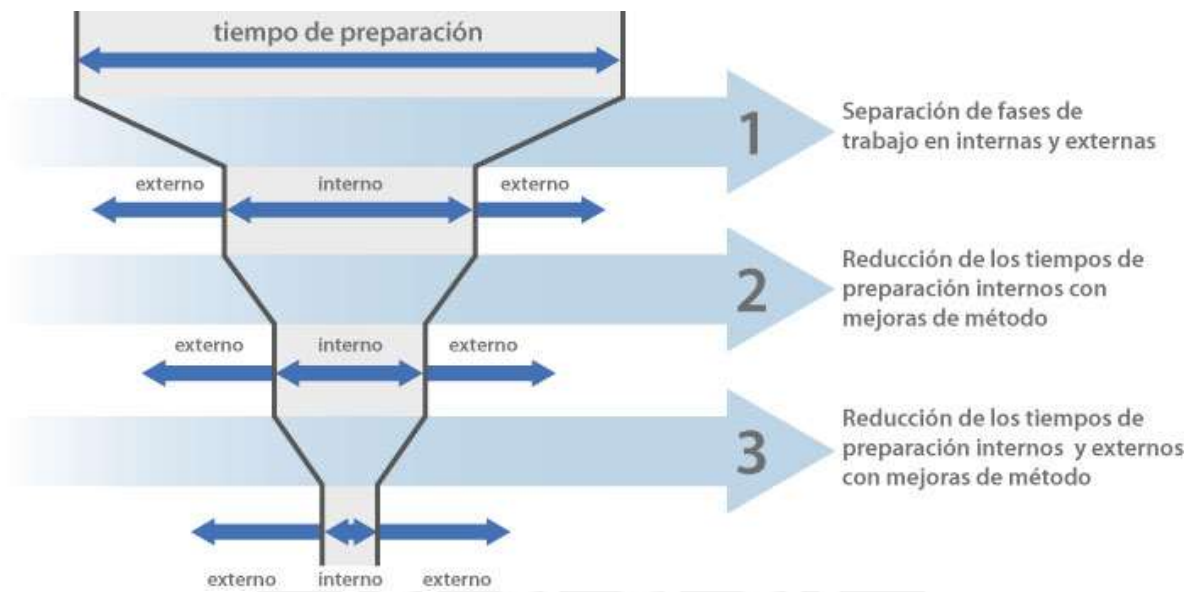 tiempo de preparación
1
Separación de fases de
trabajo en internas y externas
externo interno externo
2
Reducción de los tiempos de
preparación internos con
mejoras de método
externo interno externo
3
Reducción de los tiempos de
preparación internos y externos
con mejoras de método
externo interno externo